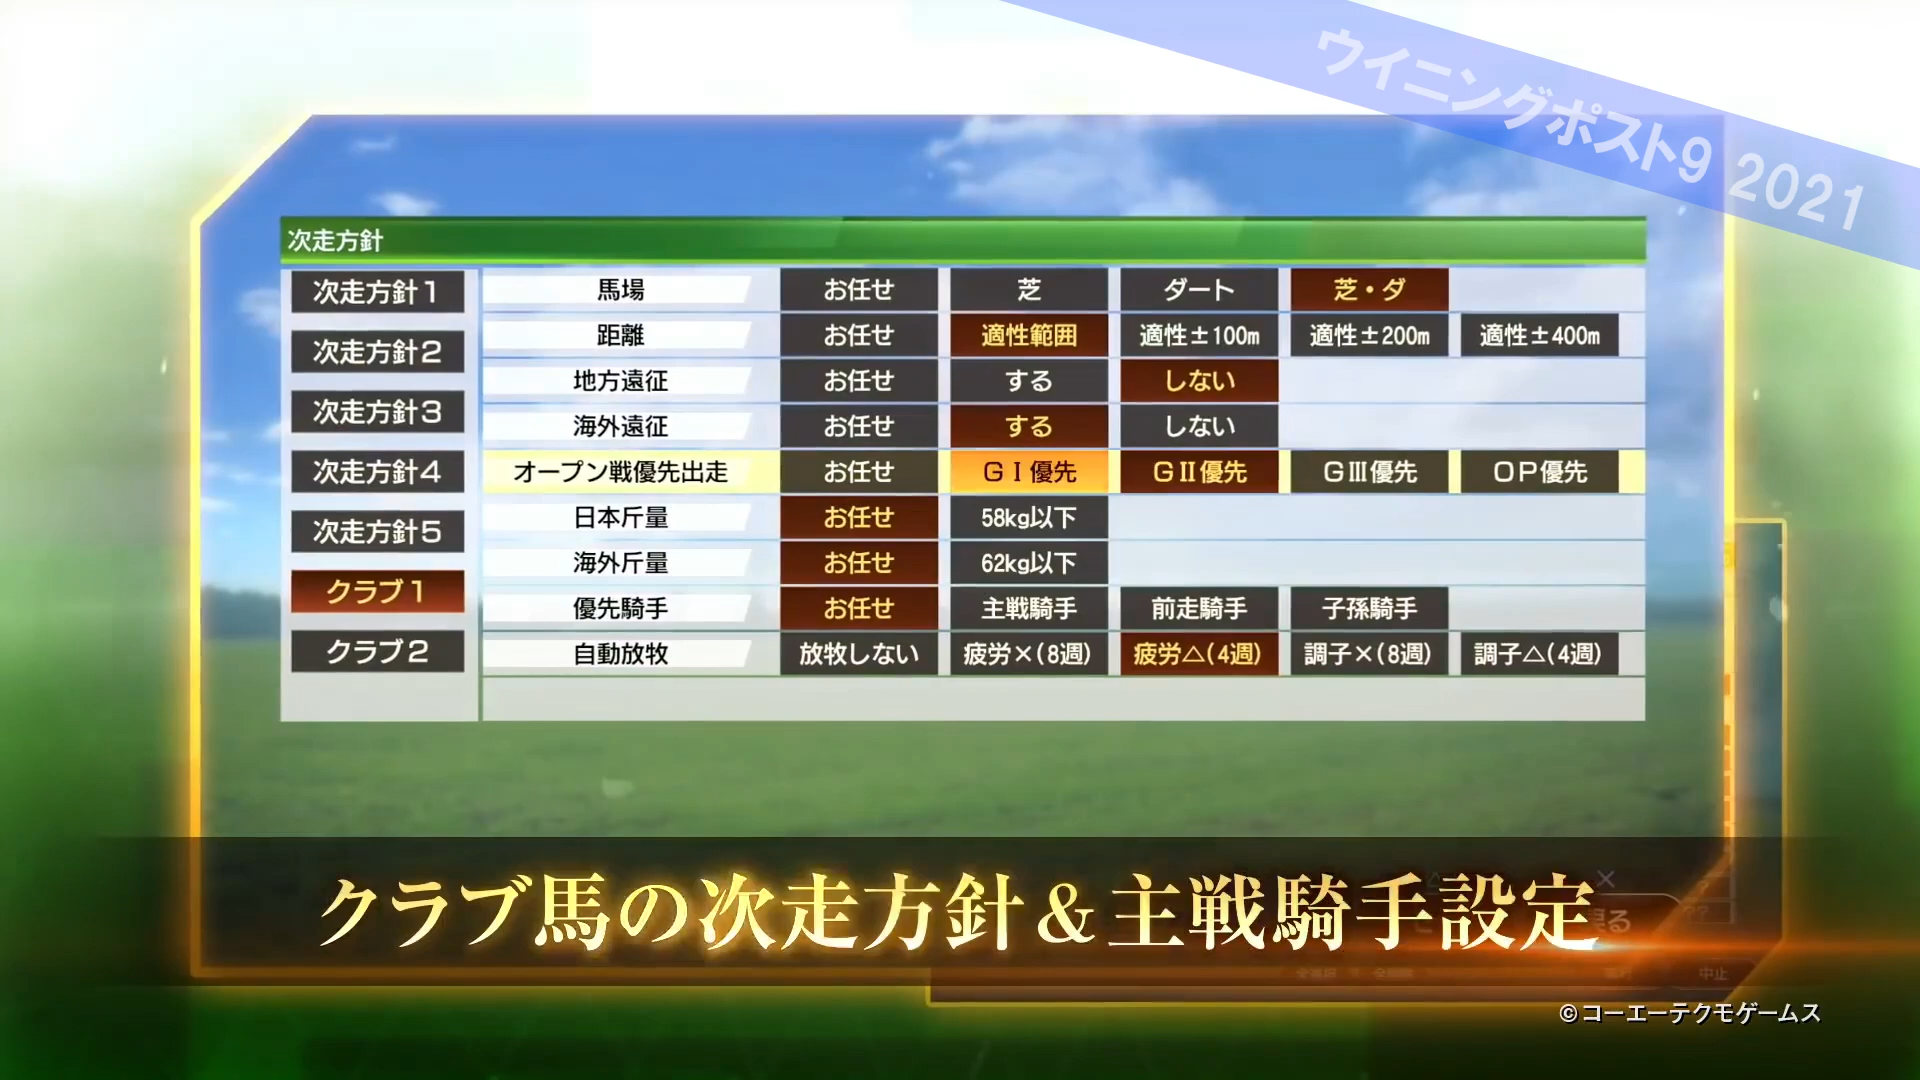 ウイニングポスト9 2021
次走方針
次走方針1
次走方針2
次走方針3
次走方針4
次走方針5
クラブ1
クラブ2
馬場 お任せ 芝 ダート 芝・ダ
距離 お任せ 適性範囲 適性±100m 適性±200m 適性±400m
地方遠征 お任せ する しない
海外遠征 お任せ する しない
オープン戦優先出走 お任せ GⅠ優先 GⅡ優先 GⅢ優先 OP優先
日本斤量 お任せ 58kg以下
海外斤量 お任せ 62kg以下
優先騎手 お任せ 主戦騎手 前走騎手 子孫騎手
自動放牧 放牧しない 疲労×(8週) 疲労△(4週) 調子×(8週) 調子△(4週)
クラブ馬の次走方針&主戦騎手設定
戻る
中止
©コーエーテクモゲームス